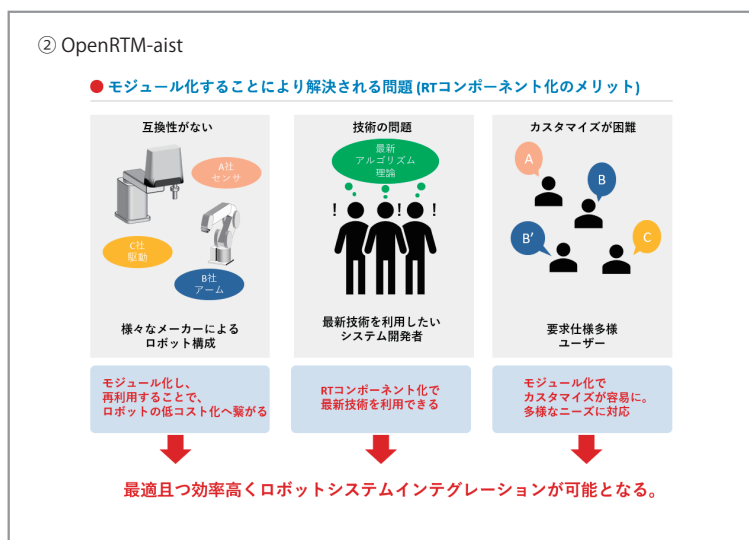 ② OpenRTM-aist
● モジュール化することにより解決される問題 (RTコンポーネント化のメリット)
互換性がない
A社
センサ
C社
駆動
B社
アーム
様々なメーカーによる
ロボット構成
技術の問題
最新
アルゴリズム
理論
! ! ! !
最新技術を利用したい
システム開発者
カスタマイズが困難
A
B
B′
C
要求仕様多様
ユーザー
モジュール化し、
再利用することで、
ロボットの低コスト化へ繋がる
RTコンポーネント化で
最新技術を利用できる
モジュール化で
カスタマイズが容易に。
多様なニーズに対応
最適且つ効率高くロボットシステムインテグレーションが可能となる。